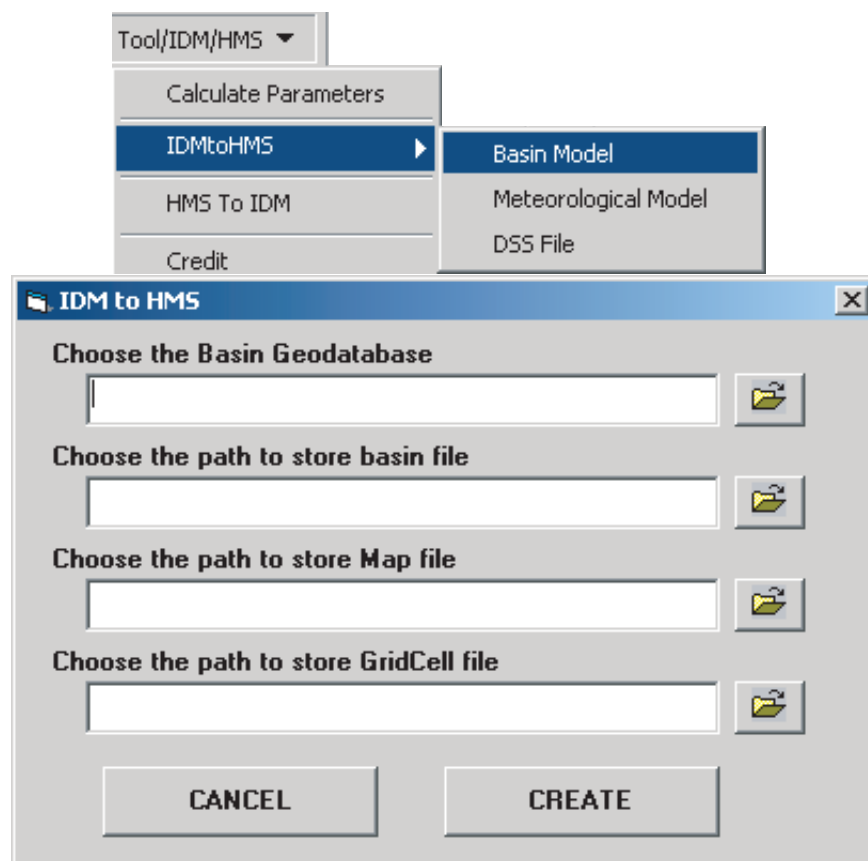 Tool/IDM/HMS
Calculate Parameters
IDMtoHMS
Basin Model
Meteorological Model
HMS To IDM
DSS File
Credit
IDM to HMS
Choose the Basin Geodatabase
Choose the path to store basin file
Choose the path to store Map file
Choose the path to store GridCell file
CANCEL
CREATE